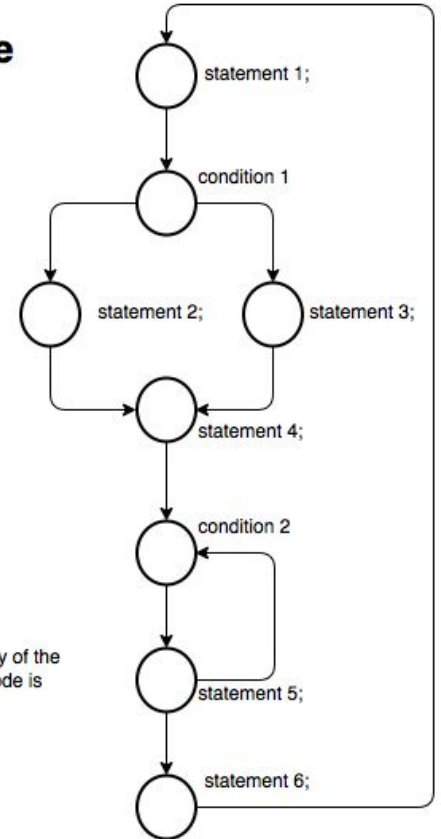 e
statement 1;
condition 1
statement 2;
statement 3;
statement 4;
condition 2
y of the
de is
statement 5;
statement 6;